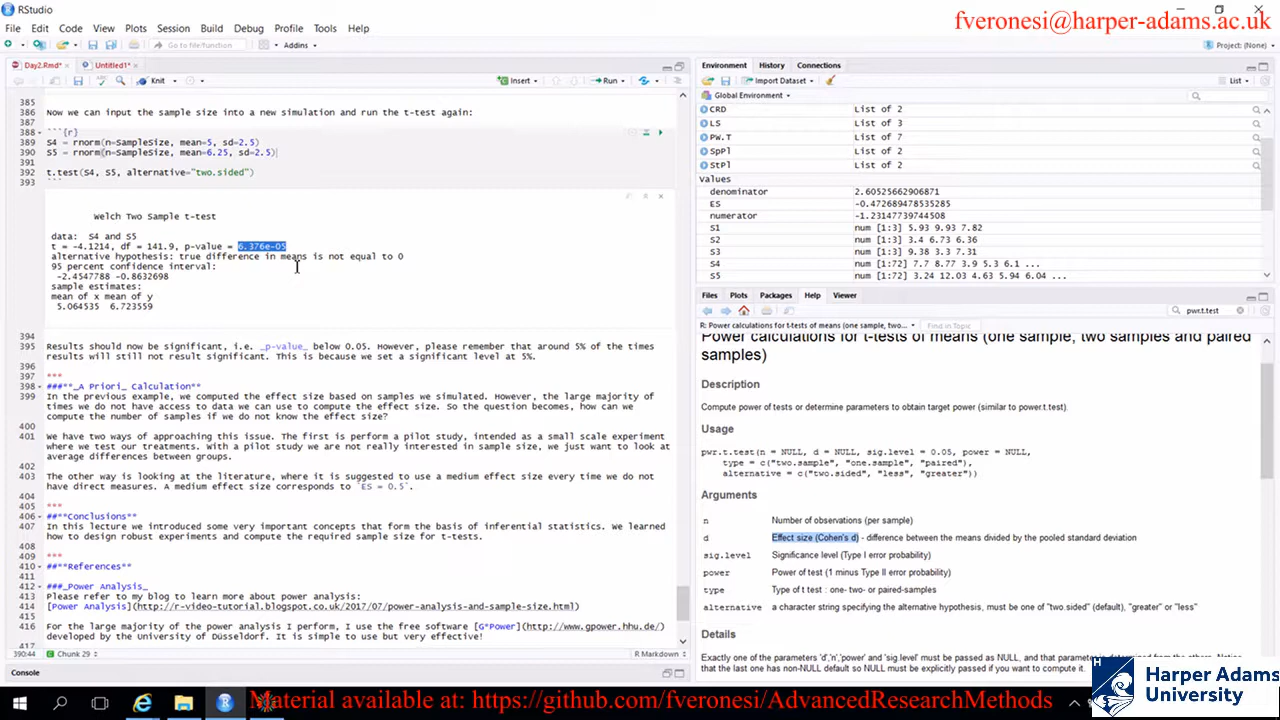 RStudio
fveronesi@harper-adams.ac.uk
File Edit Code View Plots Session Build Debug Profile Tools Help
Go to file/function Addins
Project: (None)
Day2.Rmd* Untitled1*
Knit Insert Run
385
Now we can input the sample size into a new simulation and run the t-test again:
387
388 ```{r}
389 S4 = rnorm(n=SampleSize, mean=5, sd=2.5)
390 S5 = rnorm(n=SampleSize, mean=6.25, sd=2.5)
391
392 t.test(S4, S5, alternative="two.sided")
393 ```
Welch Two Sample t-test
data: S4 and S5
t = -4.1214, df = 141.9, p-value = 6.376e-05
alternative hypothesis: true difference in means is not equal to 0
95 percent confidence interval:
-2.4547788 -0.8632698
sample estimates:
mean of x mean of y
5.064535 6.723559
394
395 Results should now be significant, i.e. _p-value_ below 0.05. However, please remember that around 5% of the times
results will still not result significant. This is because we set a significant level at 5%.
396
397 ***
398 ###**_A Priori_ Calculation**
399 In the previous example, we computed the effect size based on samples we simulated. However, the large majority of
times we do not have access to data we can use to compute the effect size. So the question becomes, how can we
compute the number of samples if we do not know the effect size?
400
401 We have two ways of approaching this issue. The first is perform a pilot study, intended as a small scale experiment
where we test our treatments. With a pilot study we are not really interested in sample size, we just want to look at
average differences between groups.
402
403 The other way is looking at the literature, where it is suggested to use a medium effect size every time we do not
have direct measures. A medium effect size corresponds to `ES = 0.5`.
404
405 ***
406 ##**Conclusions**
407 In this lecture we introduced some very important concepts that form the basis of inferential statistics. We learned
how to design robust experiments and compute the required sample size for t-tests.
408
409 ***
410 ##**References**
411
412 ###_Power Analysis_
413 Please refer to my blog to learn more about power analysis:
414 [Power Analysis](http://r-video-tutorial.blogspot.co.uk/2017/07/power-analysis-and-sample-size.html)
415
416 For the large majority of the power analysis I perform, I use the free software [G*Power](http://www.gpower.hhu.de/)
developed by the University of Düsseldorf. It is simple to use but very effective!
417
390:44 Chunk 29 R Markdown
Console
Environment History Connections
Import Dataset List
Global Environment
CRD List of 2
LS List of 3
PW.T List of 7
SpPl List of 2
StPl List of 2
Values
denominator 2.60525662906871
ES -0.472689478535285
numerator -1.23147739744508
S1 num [1:3] 5.93 9.93 7.82
S2 num [1:3] 3.4 6.73 6.36
S3 num [1:3] 9.38 3.3 7.31
S4 num [1:72] 7.7 8.77 3.9 5.3 6.1 ...
S5 num [1:72] 3.24 12.03 4.63 5.94 6.04 ...
Files Plots Packages Help Viewer
pwr.t.test
R: Power calculations for t-tests of means (one sample, two... Find in Topic
Power calculations for t-tests of means (one sample, two samples and paired
samples)
Description
Compute power of tests or determine parameters to obtain target power (similar to power.t.test).
Usage
pwr.t.test(n = NULL, d = NULL, sig.level = 0.05, power = NULL,
type = c("two.sample", "one.sample", "paired"),
alternative = c("two.sided", "less", "greater"))
Arguments
n Number of observations (per sample)
d Effect size (Cohen's d) - difference between the means divided by the pooled standard deviation
sig.level Significance level (Type I error probability)
power Power of test (1 minus Type II error probability)
type Type of t test : one- two- or paired-samples
alternative a character string specifying the alternative hypothesis, must be one of "two.sided" (default), "greater" or "less"
Details
Exactly one of the parameters 'd','n','power' and 'sig.level' must be passed as NULL, and that parameter is determined from the others. Notice
that the last one has non-NULL default so NULL must be explicitly passed if you want to compute it.
Material available at: https://github.com/fveronesi/AdvancedResearchMethods
Harper Adams
University